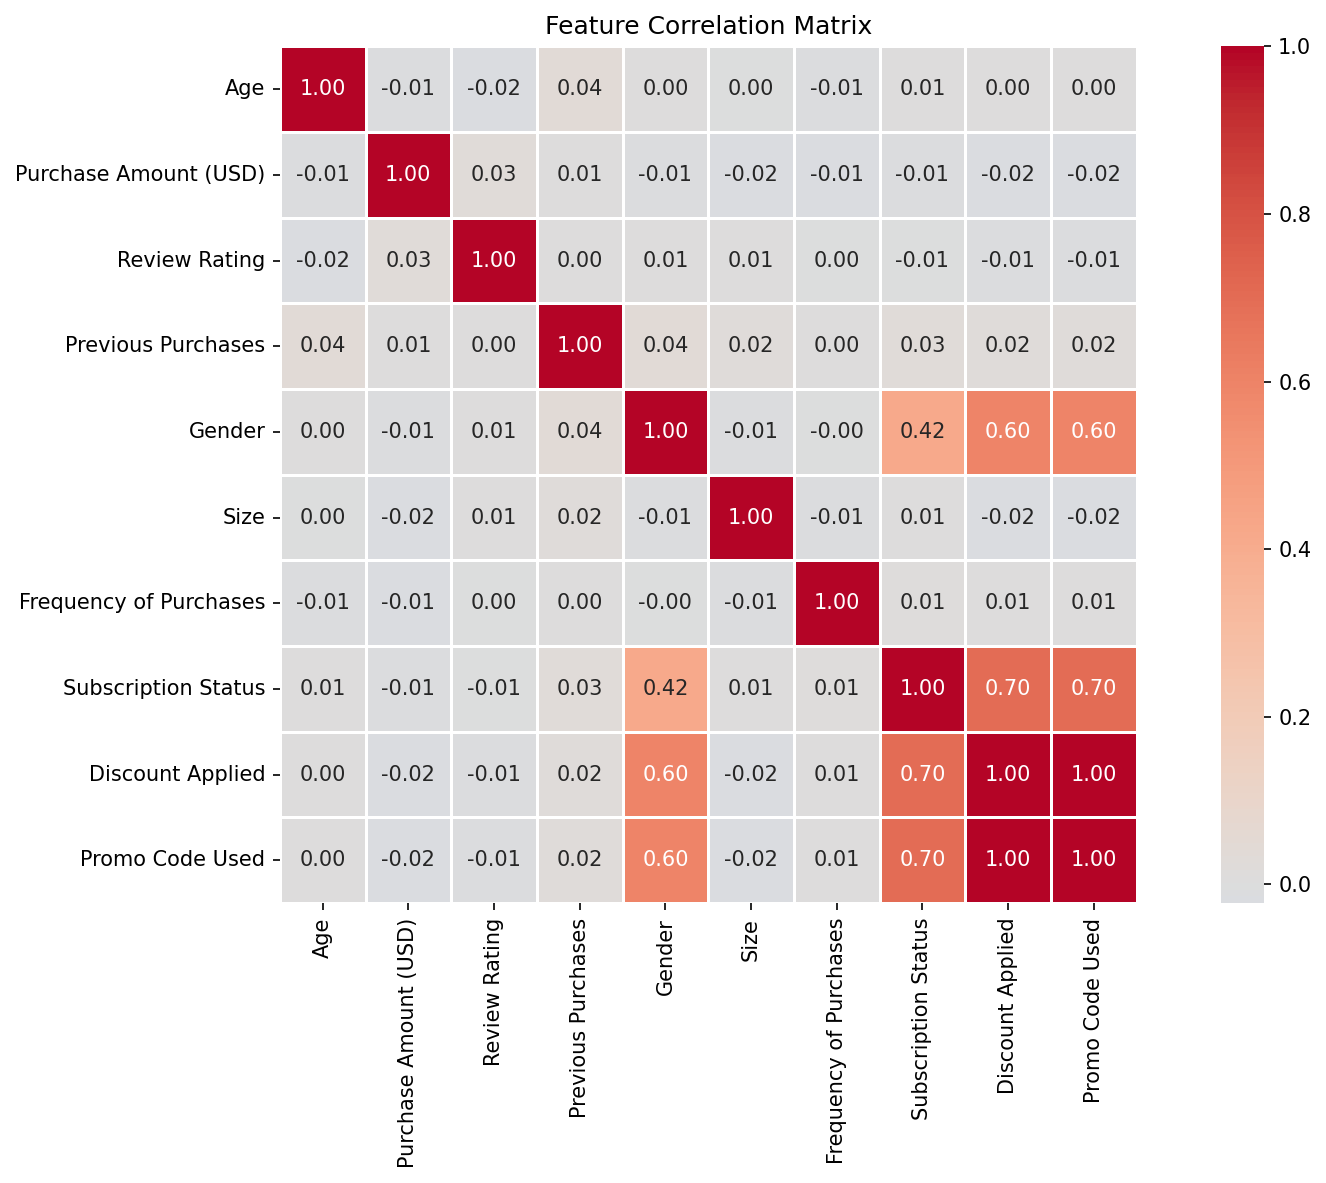 Feature Correlation Matrix
Age 1.00 -0.01 -0.02 0.04 0.00 0.00 -0.01 0.01 0.00 0.00
Purchase Amount (USD) -0.01 1.00 0.03 0.01 -0.01 -0.02 -0.01 -0.01 -0.02 -0.02
Review Rating -0.02 0.03 1.00 0.00 0.01 0.01 0.00 -0.01 -0.01 -0.01
Previous Purchases 0.04 0.01 0.00 1.00 0.04 0.02 0.00 0.03 0.02 0.02
Gender 0.00 -0.01 0.01 0.04 1.00 -0.01 -0.00 0.42 0.60 0.60
Size 0.00 -0.02 0.01 0.02 -0.01 1.00 -0.01 0.01 -0.02 -0.02
Frequency of Purchases -0.01 -0.01 0.00 0.00 -0.00 -0.01 1.00 0.01 0.01 0.01
Subscription Status 0.01 -0.01 -0.01 0.03 0.42 0.01 0.01 1.00 0.70 0.70
Discount Applied 0.00 -0.02 -0.01 0.02 0.60 -0.02 0.01 0.70 1.00 1.00
Promo Code Used 0.00 -0.02 -0.01 0.02 0.60 -0.02 0.01 0.70 1.00 1.00
Age
Purchase Amount (USD)
Review Rating
Previous Purchases
Gender
Size
Frequency of Purchases
Subscription Status
Discount Applied
Promo Code Used
1.0
0.8
0.6
0.4
0.2
0.0